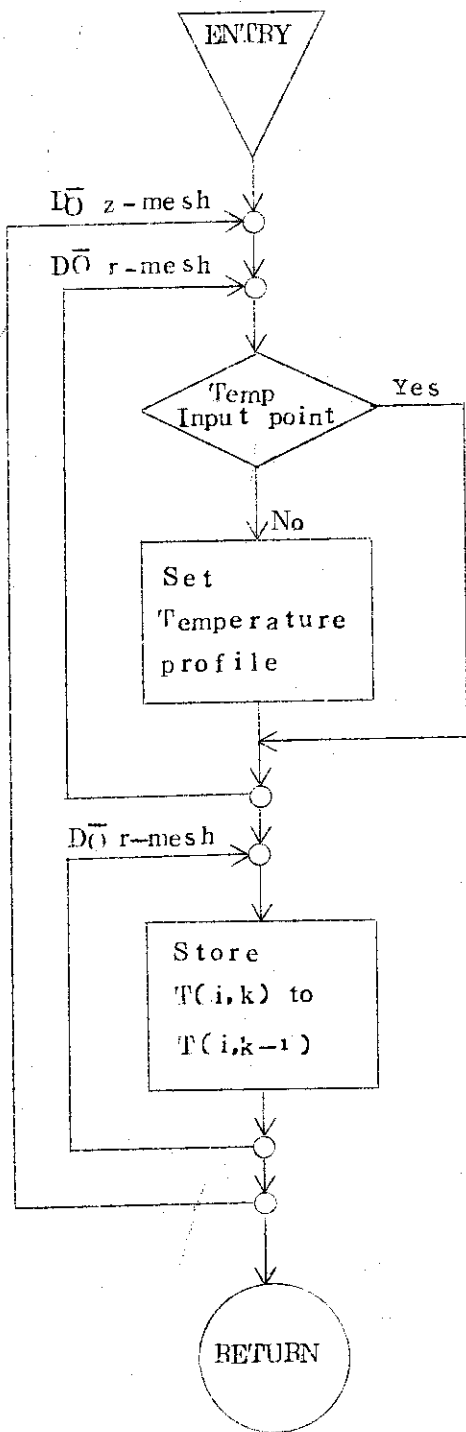 ENTRY
DO̅ z-mesh
DO̅ r-mesh
Temp
Input point
Yes
No
Set
Temperature
profile
DO̅ r-mesh
Store
T(i,k) to
T(i,k-1)
RETURN